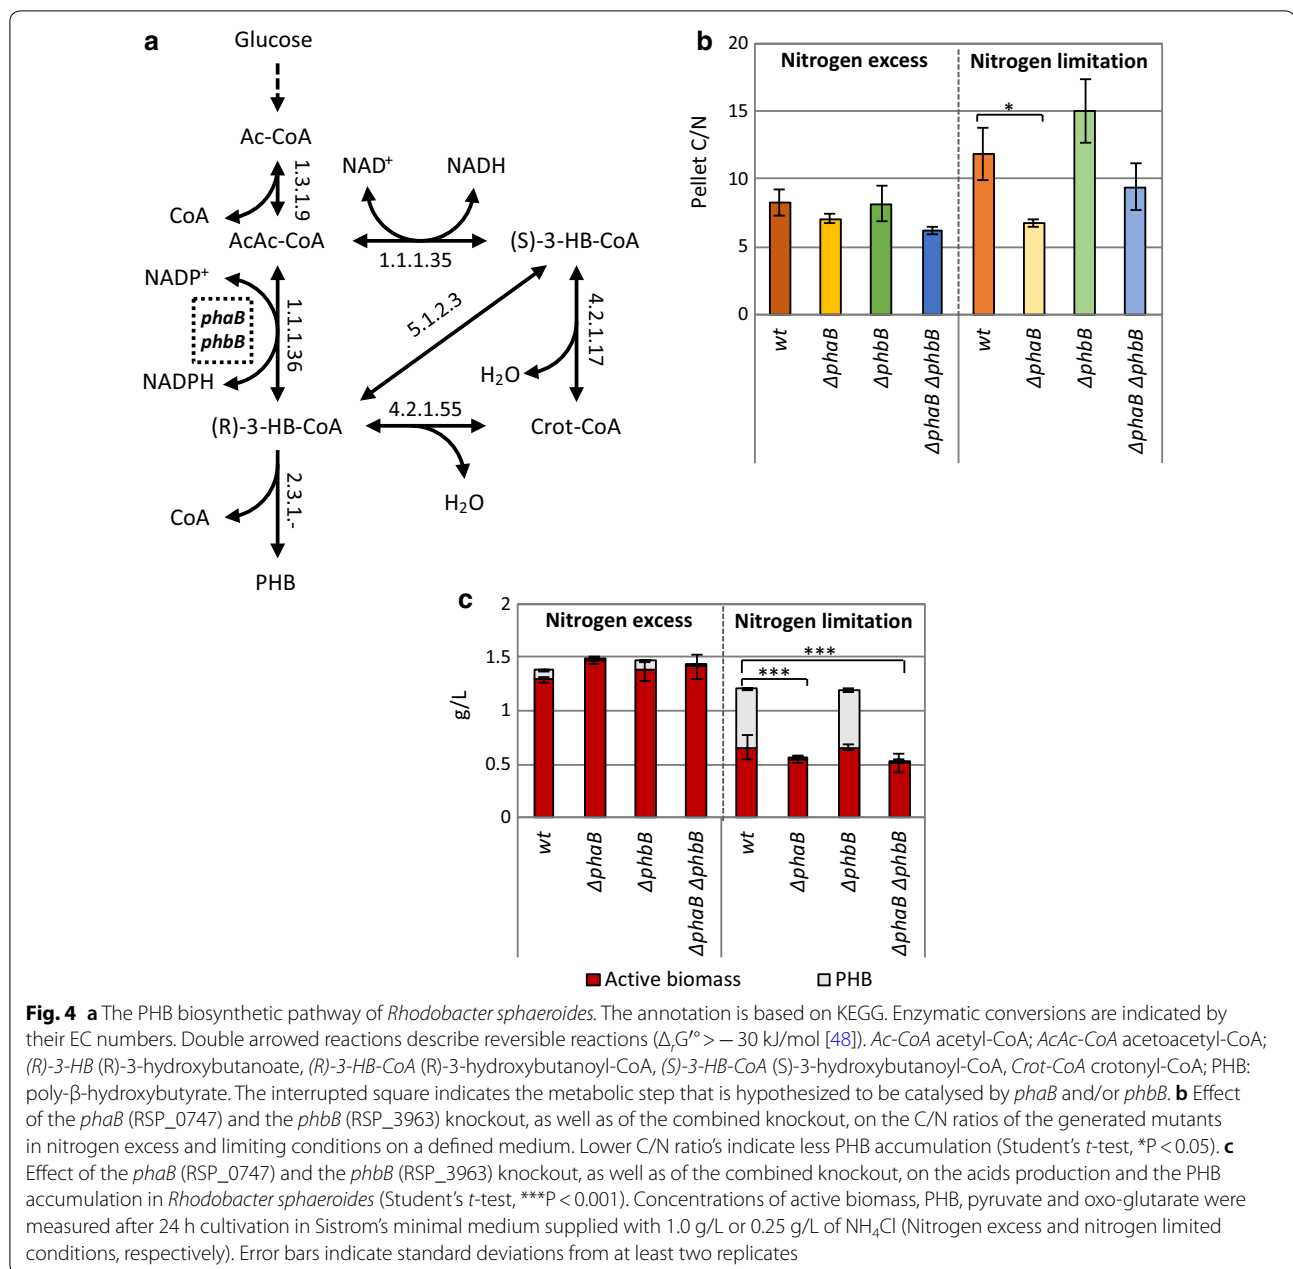 a
Glucose
Ac-CoA
1.3.1.9
CoA
AcAc-CoA
NAD+
NADH
1.1.1.35
(S)-3-HB-CoA
NADP+
phaB
phbB
1.1.1.36
NADPH
5.1.2.3
4.2.1.17
H2O
(R)-3-HB-CoA
4.2.1.55
Crot-CoA
H2O
2.3.1.-
CoA
PHB
b
Pellet C/N
20
15
10
5
0
Nitrogen excess
Nitrogen limitation
*
wt
ΔphaB
ΔphbB
ΔphaB ΔphbB
wt
ΔphaB
ΔphbB
ΔphaB ΔphbB
c
g/L
2
1.5
1
0.5
0
Nitrogen excess
Nitrogen limitation
***
***
wt
ΔphaB
ΔphbB
ΔphaB ΔphbB
wt
ΔphaB
ΔphbB
ΔphaB ΔphbB
Active biomass
PHB
Fig. 4 a The PHB biosynthetic pathway of Rhodobacter sphaeroides. The annotation is based on KEGG. Enzymatic conversions are indicated by
their EC numbers. Double arrowed reactions describe reversible reactions (ΔrG′° > − 30 kJ/mol [48]). Ac-CoA acetyl-CoA; AcAc-CoA acetoacetyl-CoA;
(R)-3-HB (R)-3-hydroxybutanoate, (R)-3-HB-CoA (R)-3-hydroxybutanoyl-CoA, (S)-3-HB-CoA (S)-3-hydroxybutanoyl-CoA, Crot-CoA crotonyl-CoA; PHB:
poly-β-hydroxybutyrate. The interrupted square indicates the metabolic step that is hypothesized to be catalysed by phaB and/or phbB. b Effect
of the phaB (RSP_0747) and the phbB (RSP_3963) knockout, as well as of the combined knockout, on the C/N ratios of the generated mutants
in nitrogen excess and limiting conditions on a defined medium. Lower C/N ratio's indicate less PHB accumulation (Student's t-test, *P < 0.05). c
Effect of the phaB (RSP_0747) and the phbB (RSP_3963) knockout, as well as of the combined knockout, on the acids production and the PHB
accumulation in Rhodobacter sphaeroides (Student's t-test, ***P < 0.001). Concentrations of active biomass, PHB, pyruvate and oxo-glutarate were
measured after 24 h cultivation in Sistrom's minimal medium supplied with 1.0 g/L or 0.25 g/L of NH4Cl (Nitrogen excess and nitrogen limited
conditions, respectively). Error bars indicate standard deviations from at least two replicates